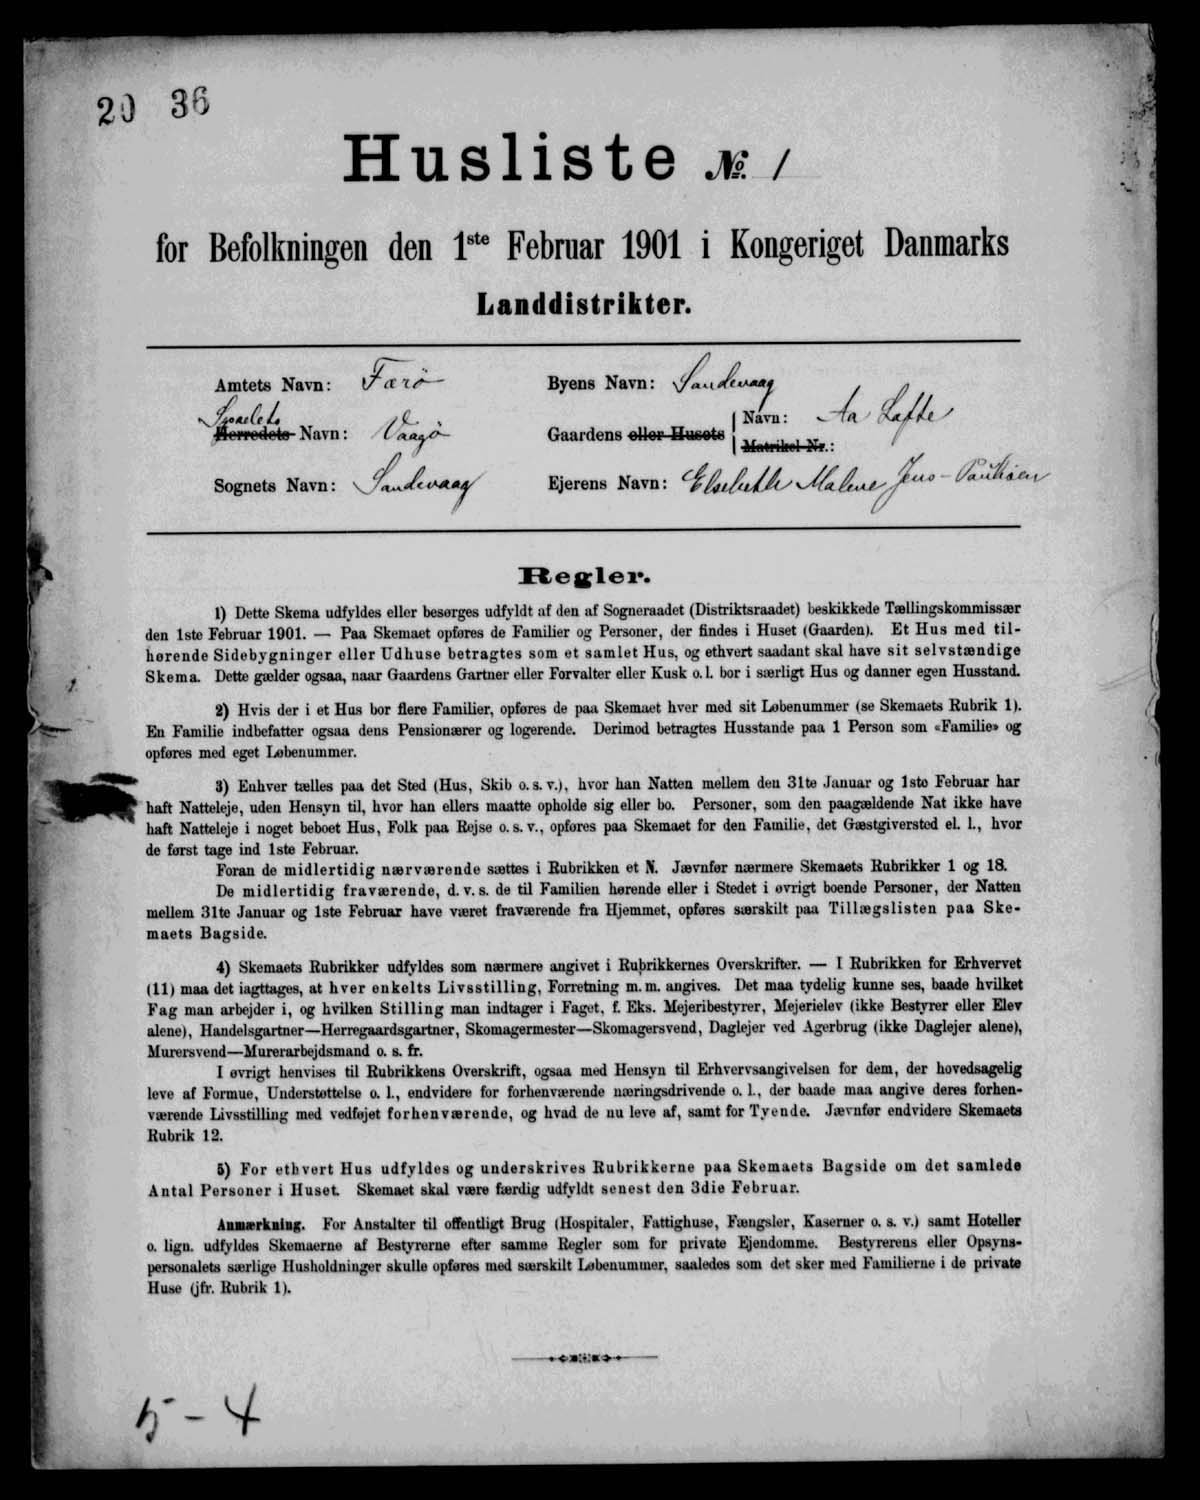 20 36
Husliste No. 1
for Befolkningen den 1ste Februar 1901 i Kongeriget Danmarks
Landdistrikter.
Amtets Navn: Færø
Byens Navn: Sandevaag
Sysselets
Herredets Navn: Vaagø
Gaardens eller Husets
Navn: Aa Lofte
Matrikel-Nr.:
Sognets Navn: Sandevaag
Ejerens Navn: Elsebeth Malene Jens-Paulsen
Regler.
1) Dette Skema udfyldes eller besørges udfyldt af den af Sogneraadet (Distriktsraadet) beskikkede Tællingskommissær
den 1ste Februar 1901. — Paa Skemaet opføres de Familier og Personer, der findes i Huset (Gaarden). Et Hus med til-
hørende Sidebygninger eller Udhuse betragtes som et samlet Hus, og ethvert saadant skal have sit selvstændige
Skema. Dette gælder ogsaa, naar Gaardens Gartner eller Forvalter eller Kusk o. l. bor i særligt Hus og danner egen Husstand.
2) Hvis der i et Hus bor flere Familier, opføres de paa Skemaet hver med sit Løbenummer (se Skemaets Rubrik 1).
En Familie indbefatter ogsaa dens Pensionærer og logerende. Derimod betragtes Husstande paa 1 Person som «Familie» og
opføres med eget Løbenummer.
3) Enhver tælles paa det Sted (Hus, Skib o. s. v.), hvor han Natten mellem den 31te Januar og 1ste Februar har
haft Natteleje, uden Hensyn til, hvor han ellers maatte opholde sig eller bo. Personer, som den paagældende Nat ikke have
haft Natteleje i noget beboet Hus, Folk paa Rejse o. s. v., opføres paa Skemaet for den Familie, det Gæstgiversted el. l., hvor
de først tage ind 1ste Februar.
Foran de midlertidig nærværende sættes i Rubrikken et N. Jævnfør nærmere Skemaets Rubrikker 1 og 18.
De midlertidig fraværende, d. v. s. de til Familien hørende eller i Stedet i øvrigt boende Personer, der Natten
mellem 31te Januar og 1ste Februar have været fraværende fra Hjemmet, opføres særskilt paa Tillægslisten paa Ske-
maets Bagside.
4) Skemaets Rubrikker udfyldes som nærmere angivet i Rubrikkernes Overskrifter. — I Rubrikken for Erhvervet
(11) maa det iagttages, at hver enkelts Livsstilling, Forretning m. m. angives. Det maa tydelig kunne ses, baade hvilket
Fag man arbejder i, og hvilken Stilling man indtager i Faget, f. Eks. Mejeribestyrer, Mejerielev (ikke Bestyrer eller Elev
alene), Handelsgartner—Herregaardsgartner, Skomagermester—Skomagersvend, Daglejer ved Agerbrug (ikke Daglejer alene),
Murersvend—Murerarbejdsmand o. s. fr.
I øvrigt henvises til Rubrikkens Overskrift, ogsaa med Hensyn til Erhvervsangivelsen for dem, der hovedsagelig
leve af Formue, Understøttelse o. l., endvidere for forhenværende næringsdrivende o. l., der baade maa angive deres forhen-
værende Livsstilling med vedføjet forhenværende, og hvad de nu leve af, samt for Tyende. Jævnfør endvidere Skemaets
Rubrik 12.
5) For ethvert Hus udfyldes og underskrives Rubrikkerne paa Skemaets Bagside om det samlede
Antal Personer i Huset. Skemaet skal være færdig udfyldt senest den 3die Februar.
Anmærkning. For Anstalter til offentligt Brug (Hospitaler, Fattighuse, Fængsler, Kaserner o. s. v.) samt Hoteller
o. lign. udfyldes Skemaerne af Bestyrerne efter samme Regler som for private Ejendomme. Bestyrerens eller Opsyns-
personalets særlige Husholdninger skulle opføres med særskilt Løbenummer, saaledes som det sker med Familierne i de private
Huse (jfr. Rubrik 1).
5 - 4